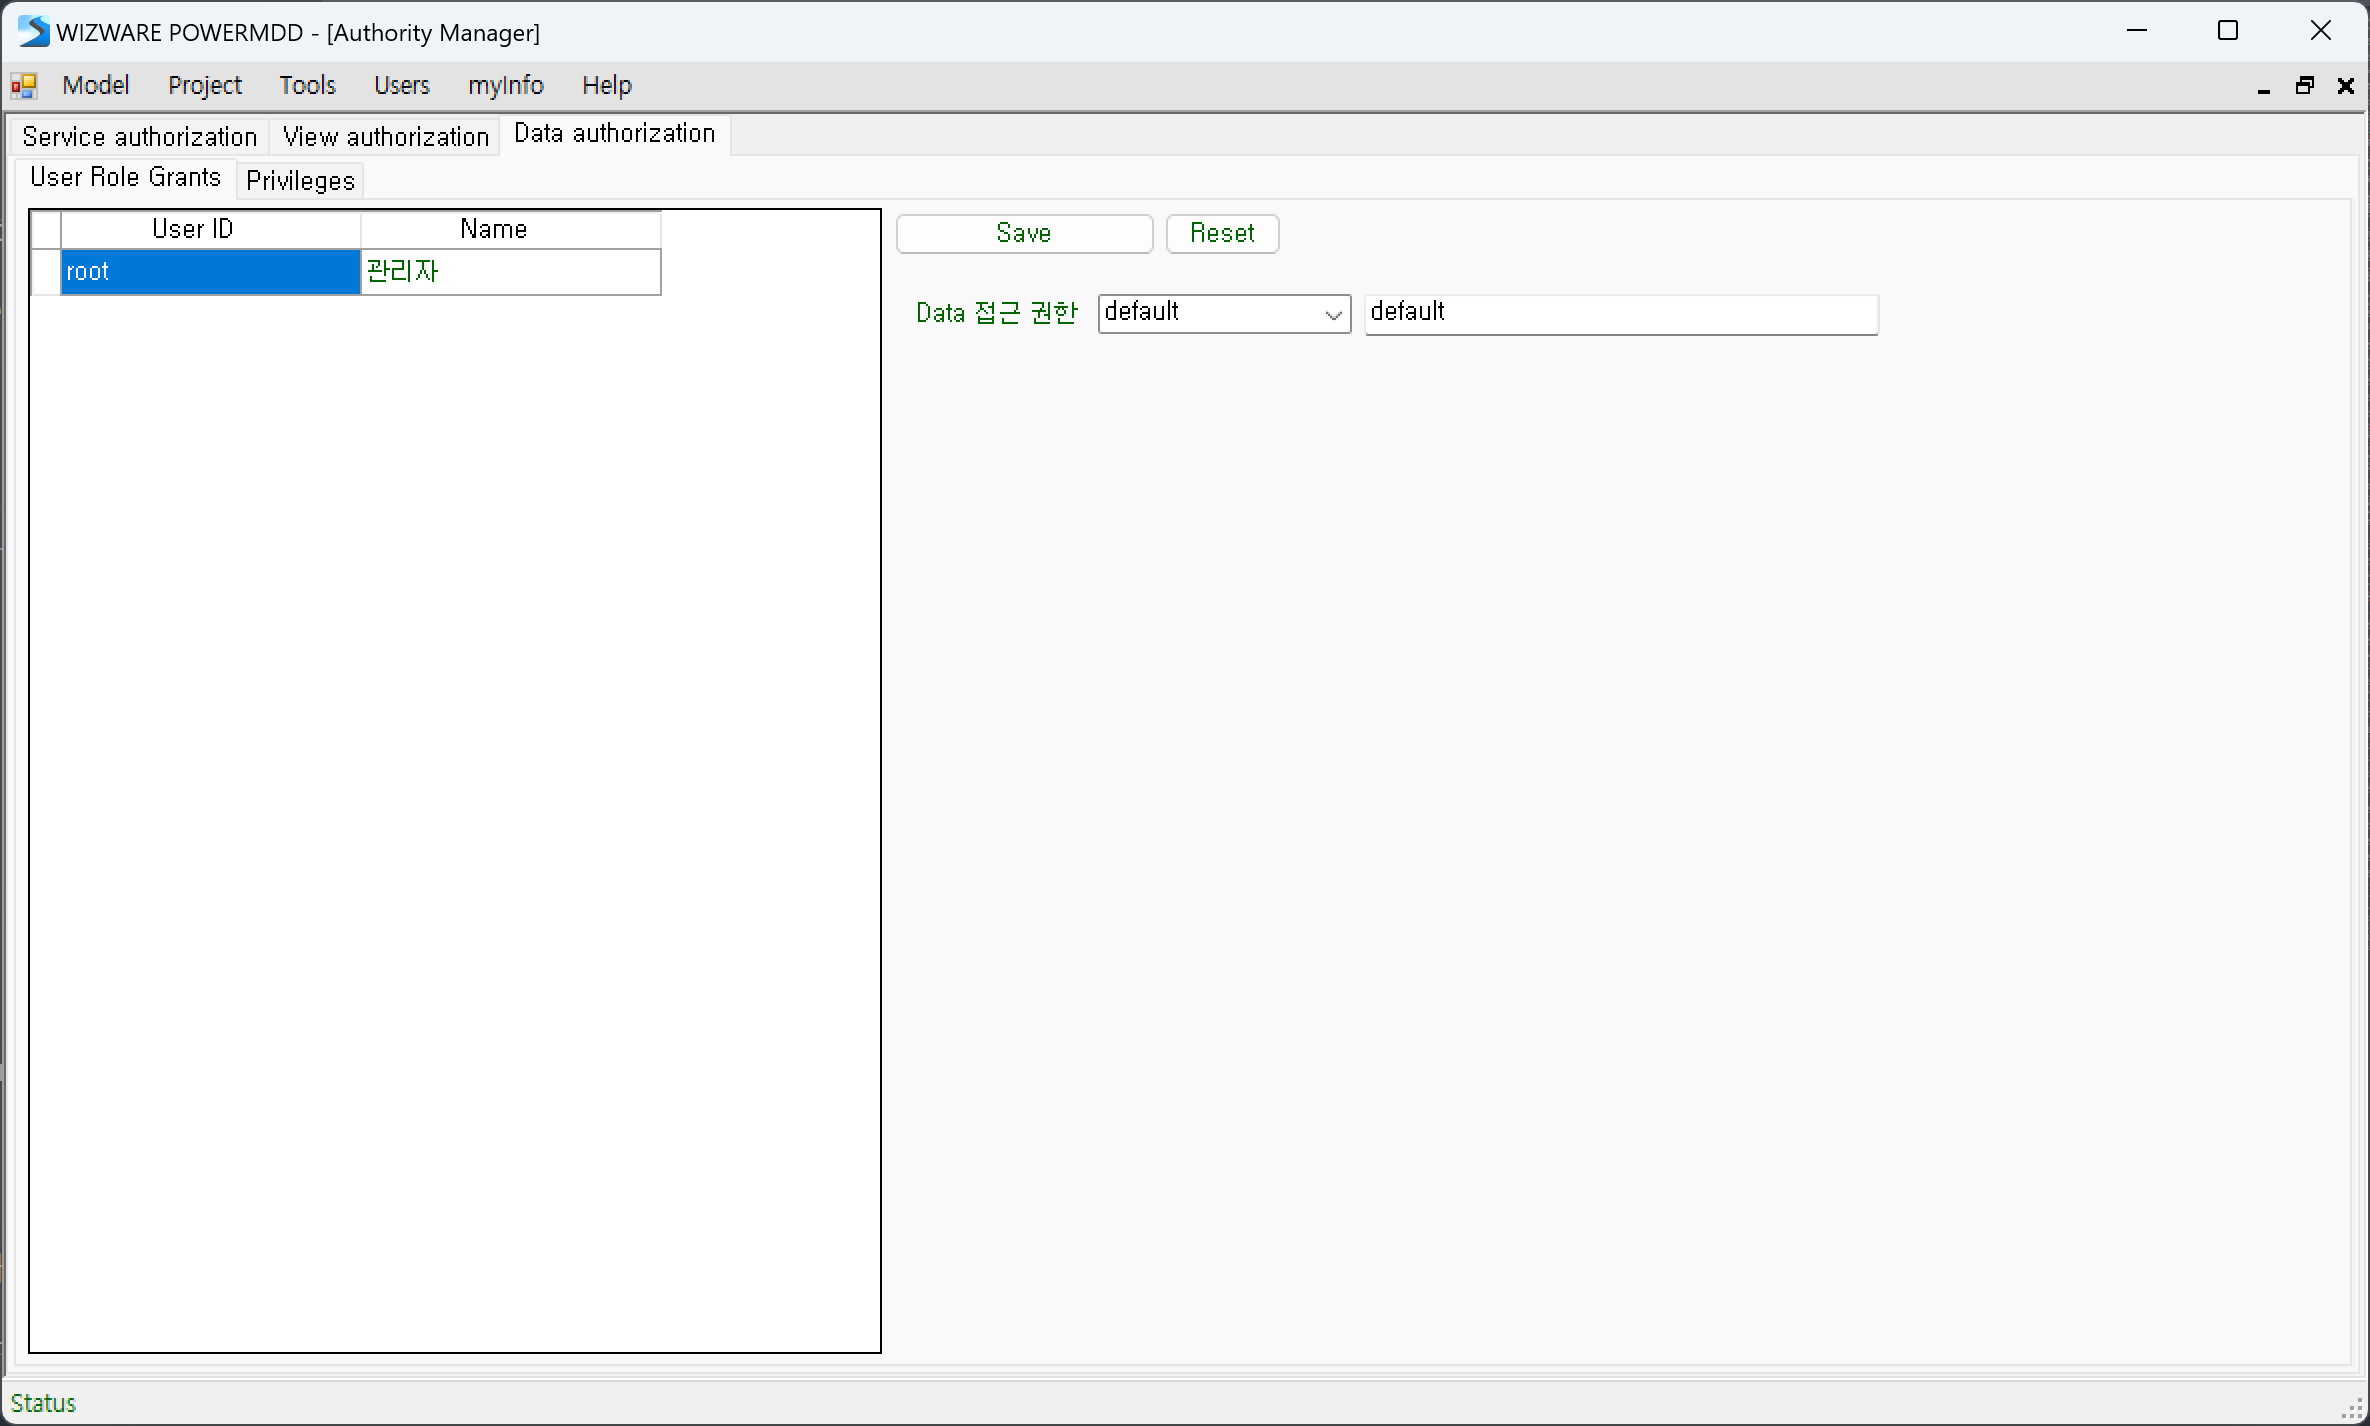 WIZWARE POWERMDD - [Authority Manager]
Model Project Tools Users myInfo Help
Service authorization View authorization Data authorization
User Role Grants Privileges
User ID Name
root 관리자
Save Reset
Data 접근 권한 default default
Status